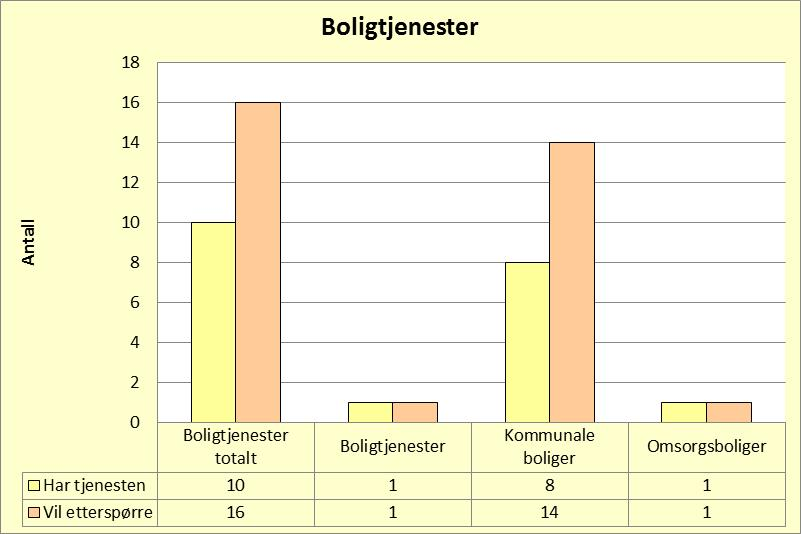 Boligtjenester
Antall
18
16
14
12
10
8
6
4
2
0
Boligtjenester
totalt
Boligtjenester
Kommunale
boliger
Omsorgsboliger
Har tjenesten 10 1 8 1
Vil etterspørre 16 1 14 1